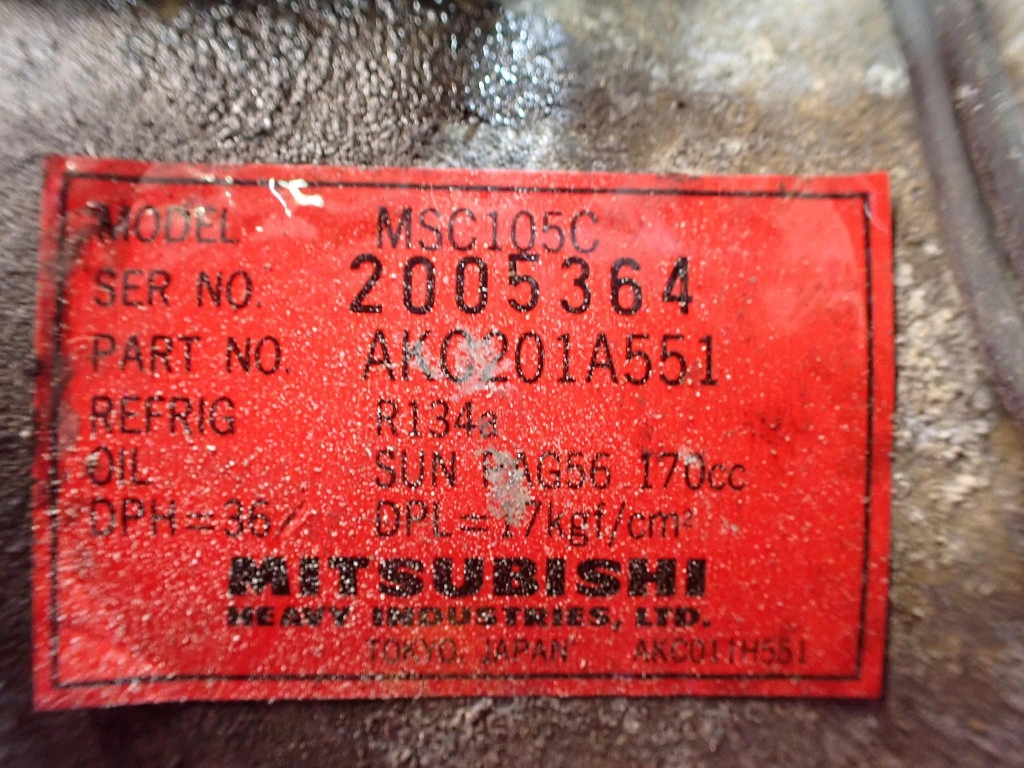 MODEL MSC105C
SER NO. 2005364
PART NO. AKC201A551
REFRIG R134a
OIL SUN PAG56 170cc
DPH=36/ DPL=17kgf/cm²
MITSUBISHI
HEAVY INDUSTRIES, LTD.
TOKYO, JAPAN AKC011H551